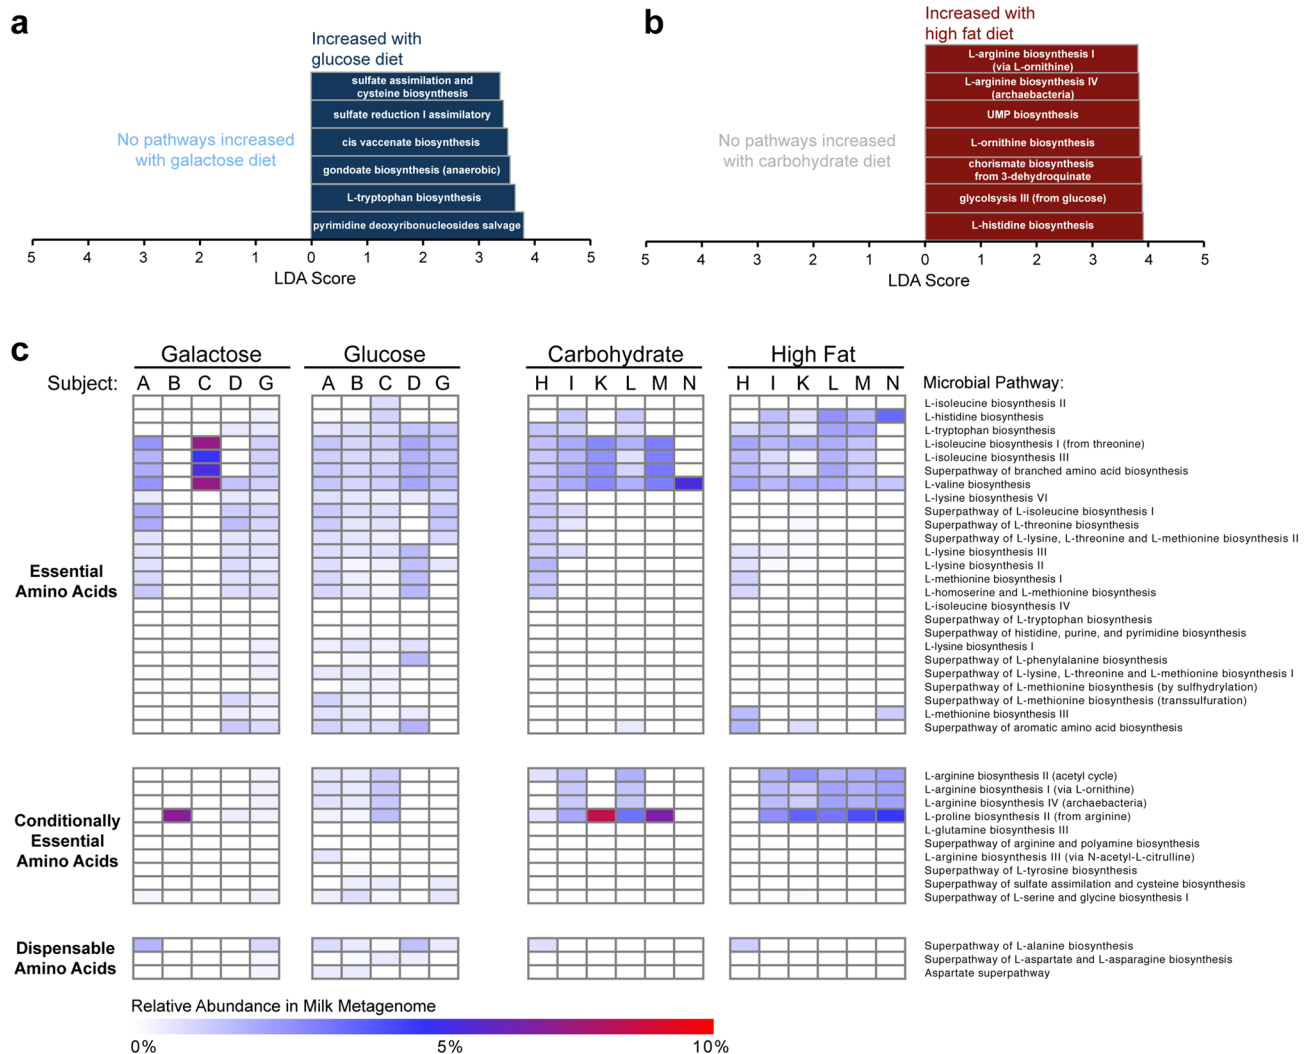 a
Increased with
glucose diet
sulfate assimilation and
cysteine biosynthesis
sulfate reduction I assimilatory
cis vaccenate biosynthesis
gondoate biosynthesis (anaerobic)
L-tryptophan biosynthesis
pyrimidine deoxyribonucleosides salvage
No pathways increased
with galactose diet
5 4 3 2 1 0 1 2 3 4 5
LDA Score
b
Increased with
high fat diet
L-arginine biosynthesis I
(via L-ornithine)
L-arginine biosynthesis IV
(archaebacteria)
UMP biosynthesis
L-ornithine biosynthesis
chorismate biosynthesis
from 3-dehydroquinate
glycolsysis III (from glucose)
L-histidine biosynthesis
No pathways increased
with carbohydrate diet
5 4 3 2 1 0 1 2 3 4 5
LDA Score
c
Galactose Glucose Carbohydrate High Fat
Subject: A B C D G A B C D G H I K L M N H I K L M N Microbial Pathway:
Essential
Amino Acids
L-isoleucine biosynthesis II
L-histidine biosynthesis
L-tryptophan biosynthesis
L-isoleucine biosynthesis I (from threonine)
L-isoleucine biosynthesis III
Superpathway of branched amino acid biosynthesis
L-valine biosynthesis
L-lysine biosynthesis VI
Superpathway of L-isoleucine biosynthesis I
Superpathway of L-threonine biosynthesis
Superpathway of L-lysine, L-threonine and L-methionine biosynthesis II
L-lysine biosynthesis III
L-lysine biosynthesis II
L-methionine biosynthesis I
L-homoserine and L-methionine biosynthesis
L-isoleucine biosynthesis IV
Superpathway of L-tryptophan biosynthesis
Superpathway of histidine, purine, and pyrimidine biosynthesis
L-lysine biosynthesis I
Superpathway of L-phenylalanine biosynthesis
Superpathway of L-lysine, L-threonine and L-methionine biosynthesis I
Superpathway of L-methionine biosynthesis (by sulfhydrylation)
Superpathway of L-methionine biosynthesis (transsulfuration)
L-methionine biosynthesis III
Superpathway of aromatic amino acid biosynthesis
Conditionally
Essential
Amino Acids
L-arginine biosynthesis II (acetyl cycle)
L-arginine biosynthesis I (via L-ornithine)
L-arginine biosynthesis IV (archaebacteria)
L-proline biosynthesis II (from arginine)
L-glutamine biosynthesis III
Superpathway of arginine and polyamine biosynthesis
L-arginine biosynthesis III (via N-acetyl-L-citrulline)
Superpathway of L-tyrosine biosynthesis
Superpathway of sulfate assimilation and cysteine biosynthesis
Superpathway of L-serine and glycine biosynthesis I
Dispensable
Amino Acids
Superpathway of L-alanine biosynthesis
Superpathway of L-aspartate and L-asparagine biosynthesis
Aspartate superpathway
Relative Abundance in Milk Metagenome
0% 5% 10%